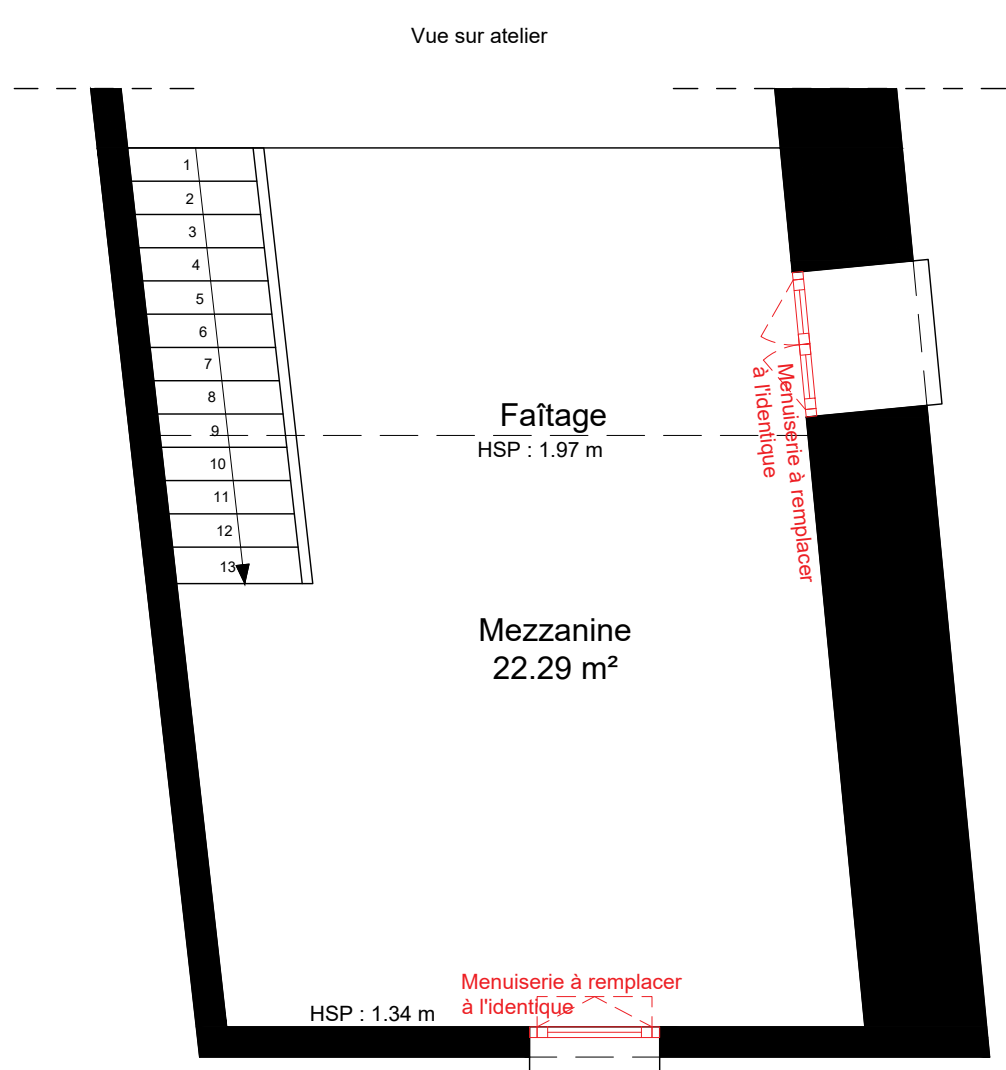 Vue sur atelier
1
2
3
4
5
6
7
8
9
10
11
12
13
Faîtage
HSP : 1.97 m
Menuiserie à remplacer
à l'identique
Mezzanine
22.29 m²
Menuiserie à remplacer
à l'identique
HSP : 1.34 m